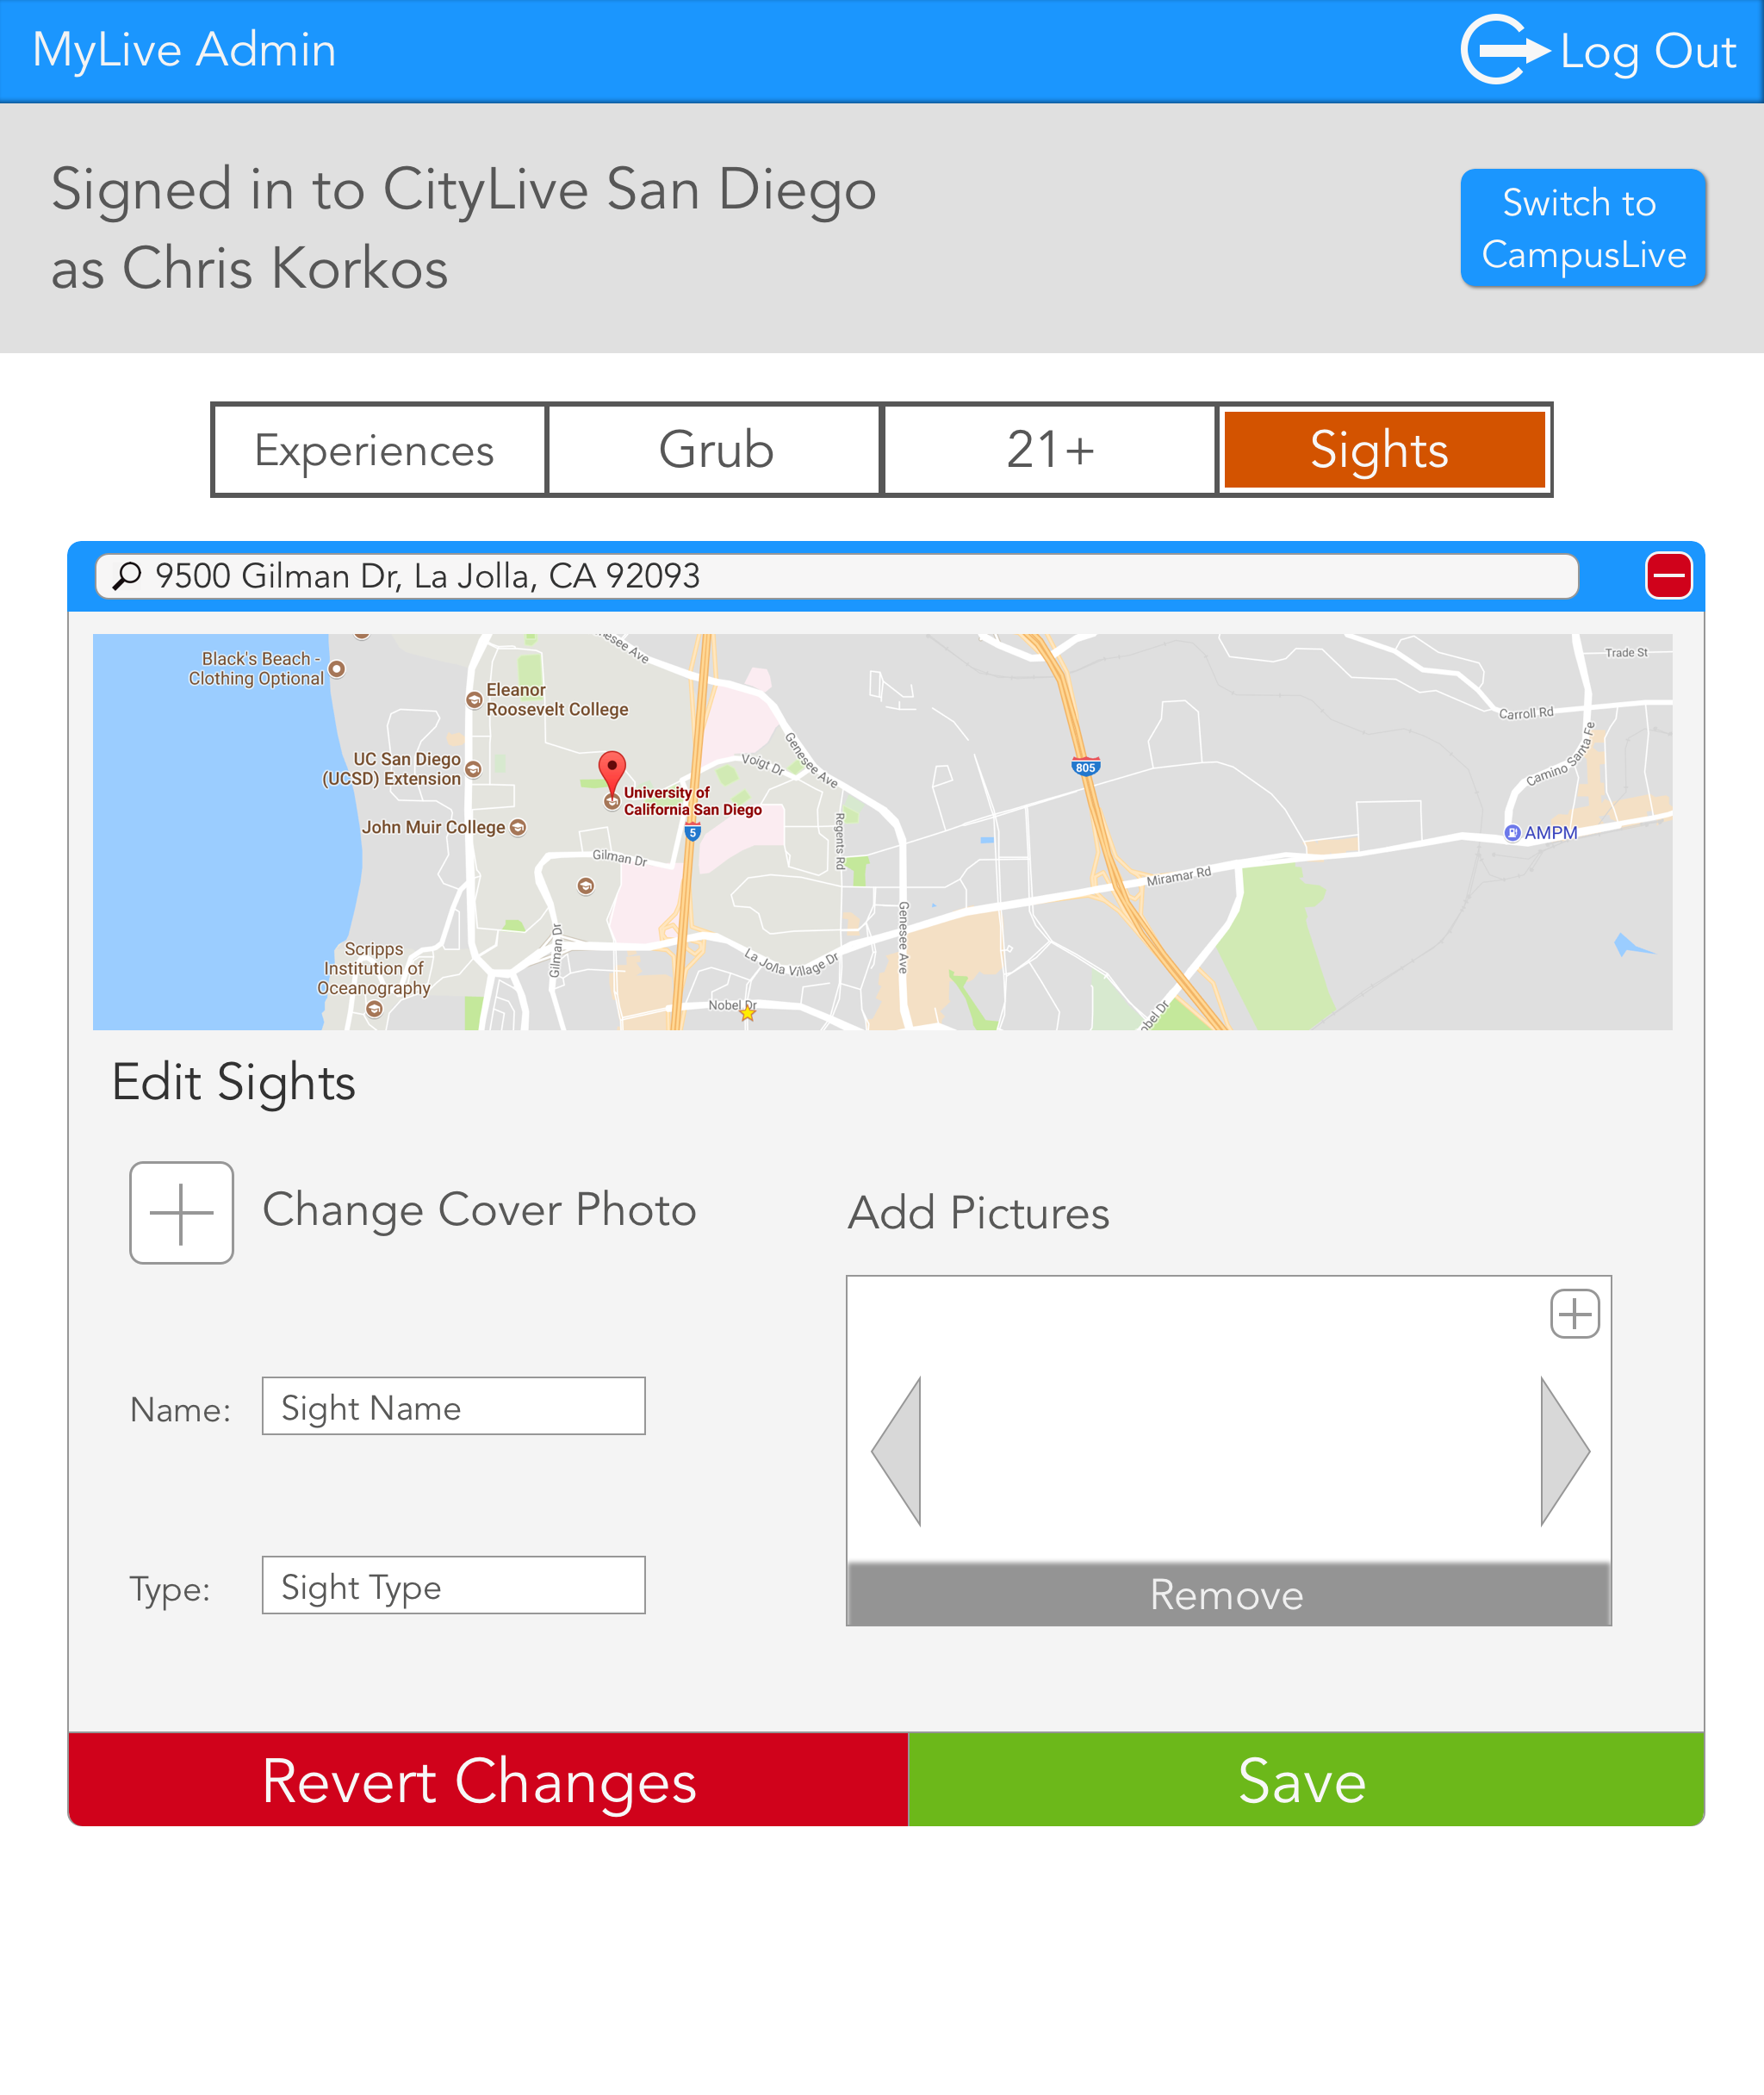 MyLive Admin
Log Out
Signed in to CityLive San Diego
as Chris Korkos
Switch to
CampusLive
Experiences
Grub
21+
Sights
9500 Gilman Dr, La Jolla, CA 92093
Black's Beach -
Clothing Optional
Eleanor
Roosevelt College
UC San Diego
(UCSD) Extension
University of
California San Diego
John Muir College
Gilman Dr
Gilman Dr
Scripps
Institution of
Oceanography
5
Voigt Dr
Genesee Ave
Regents Rd
Genesee Ave
La Jolla Village Dr
Nobel Dr
805
Miramar Rd
Trade St
Carroll Rd
Camino Santa Fe
AMPM
Edit Sights
Change Cover Photo
Add Pictures
Name:
Sight Name
Type:
Sight Type
Remove
Revert Changes
Save